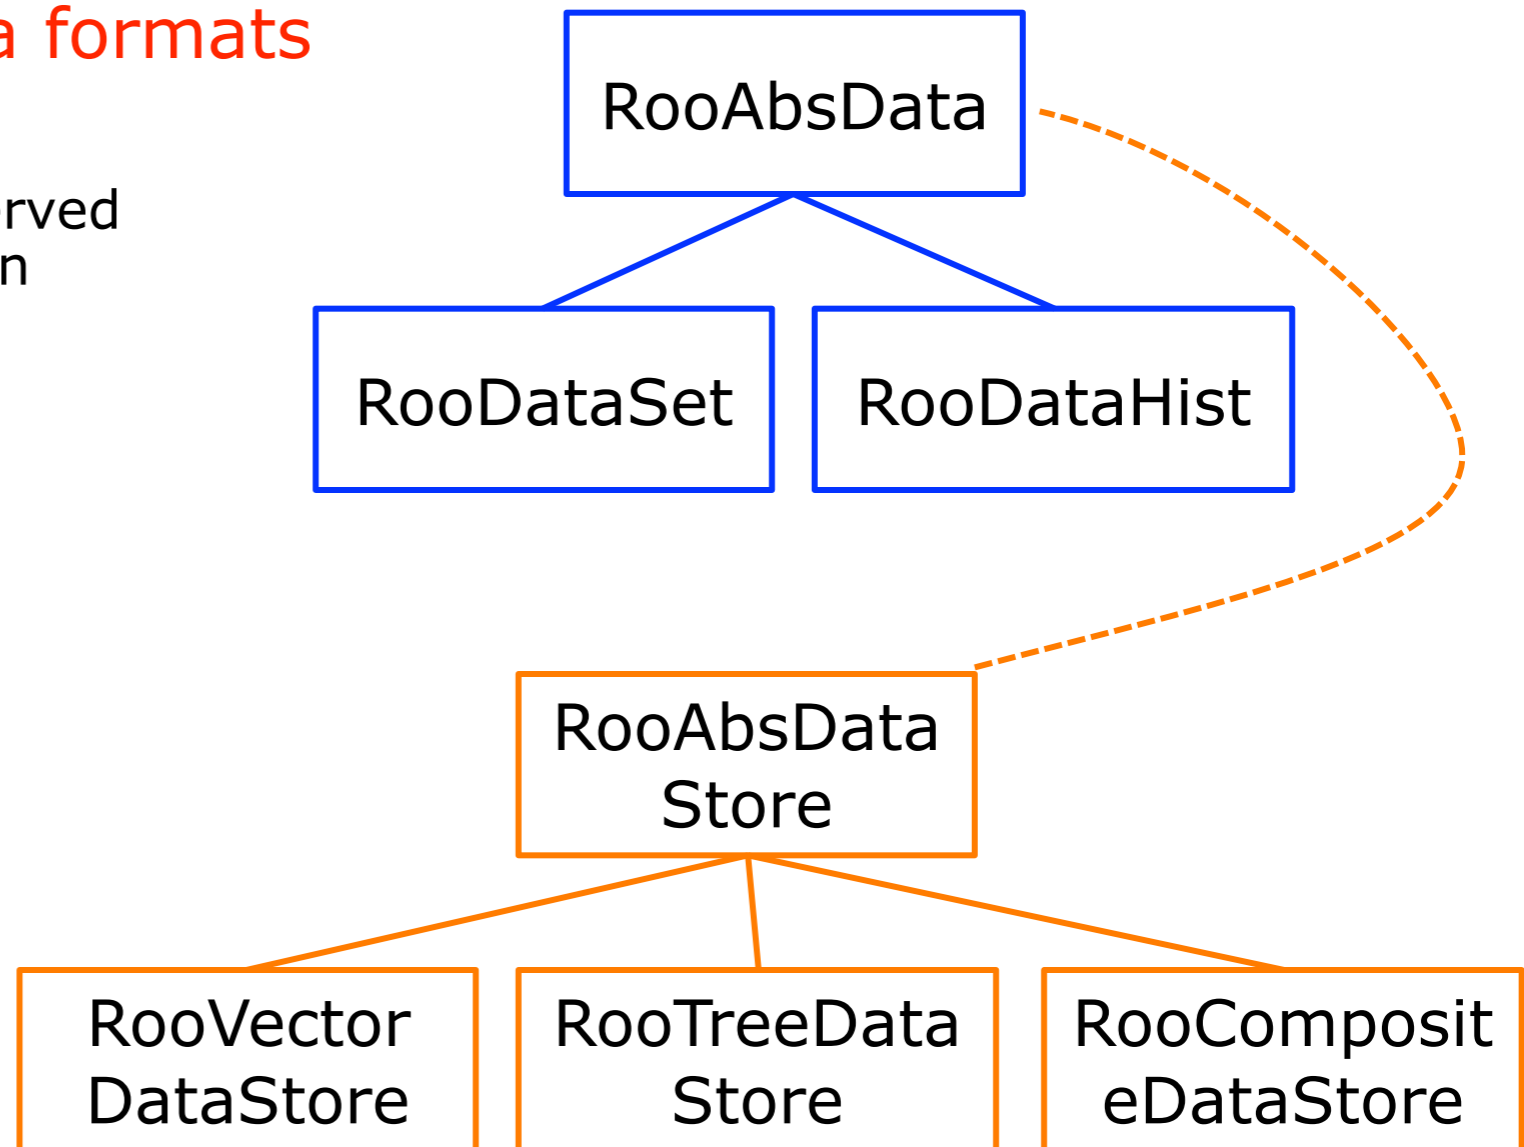 a formats
RooAbsData
rved
n
RooDataSet
RooDataHist
RooAbsData
Store
RooVector
DataStore
RooTreeData
Store
RooComposit
eDataStore